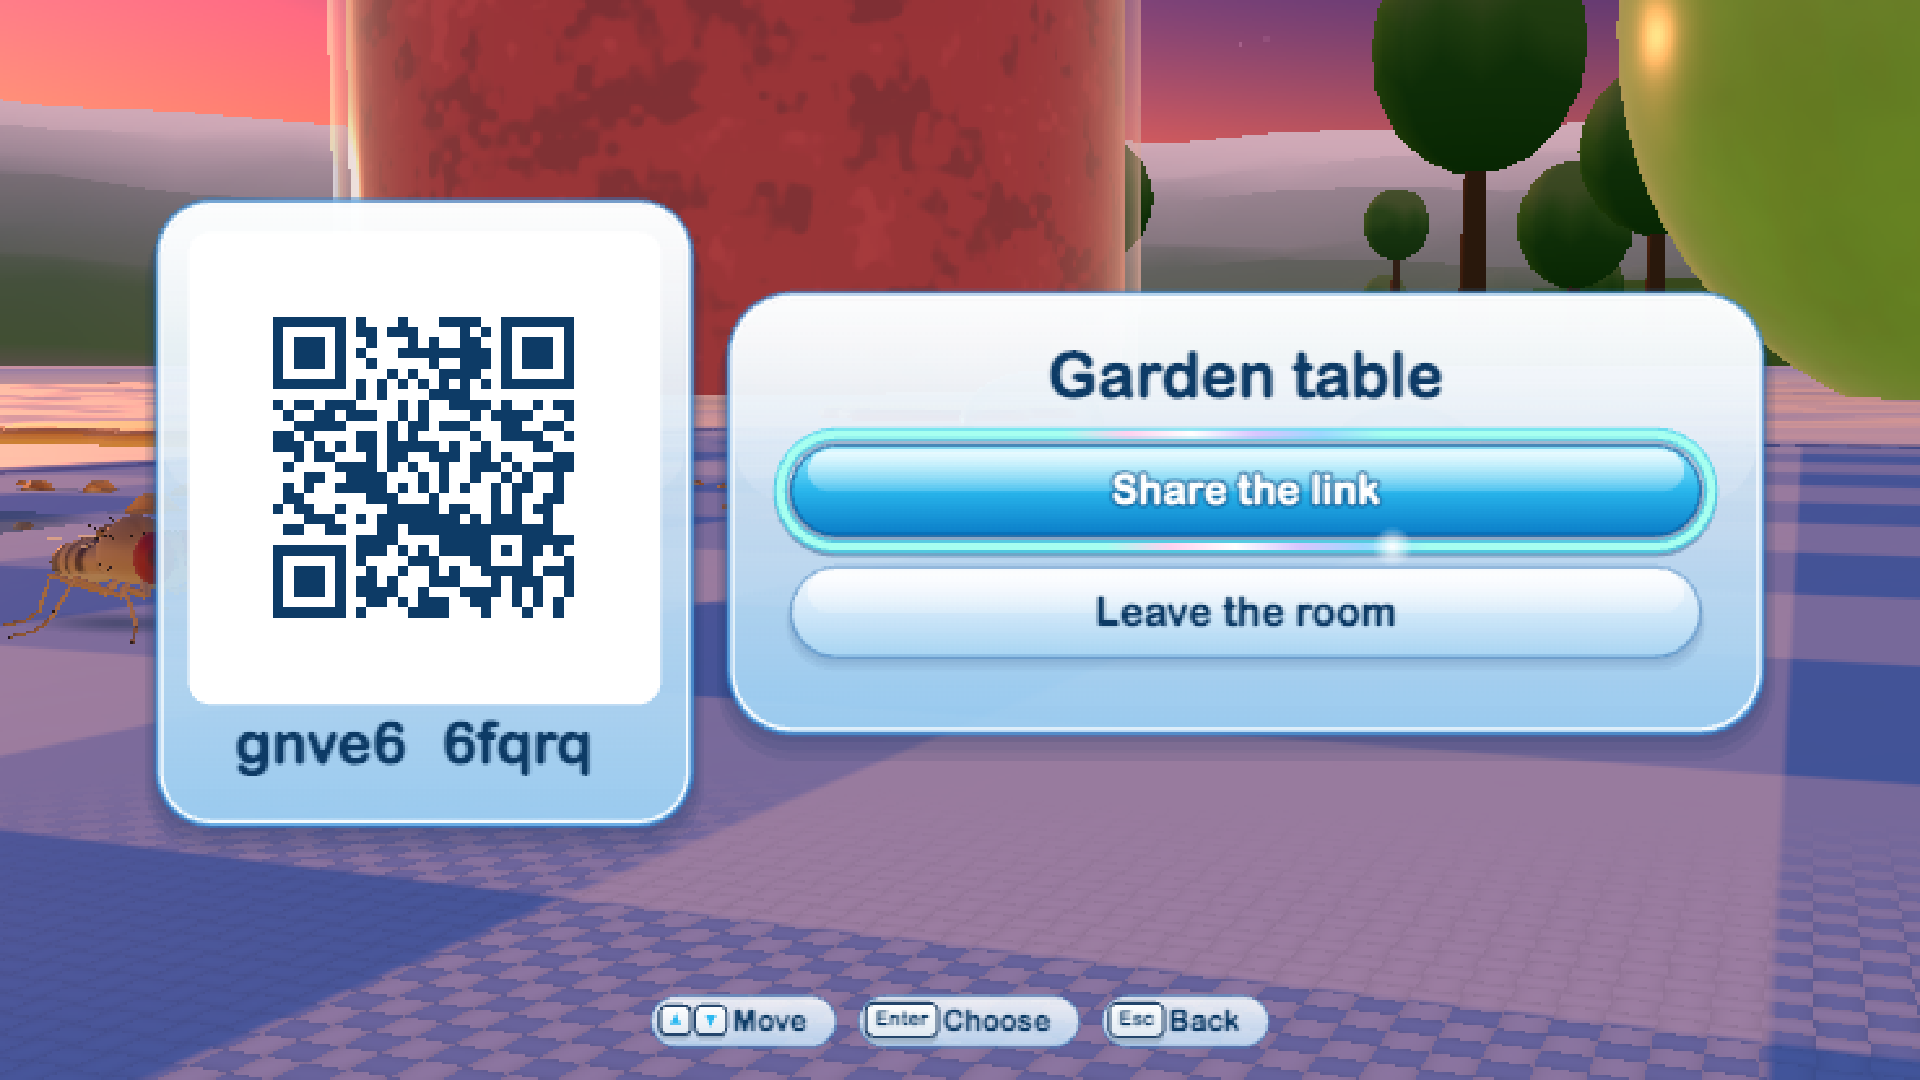 gnve6 6fqrq
Garden table
Share the link
Leave the room
Move
Enter Choose
Esc Back